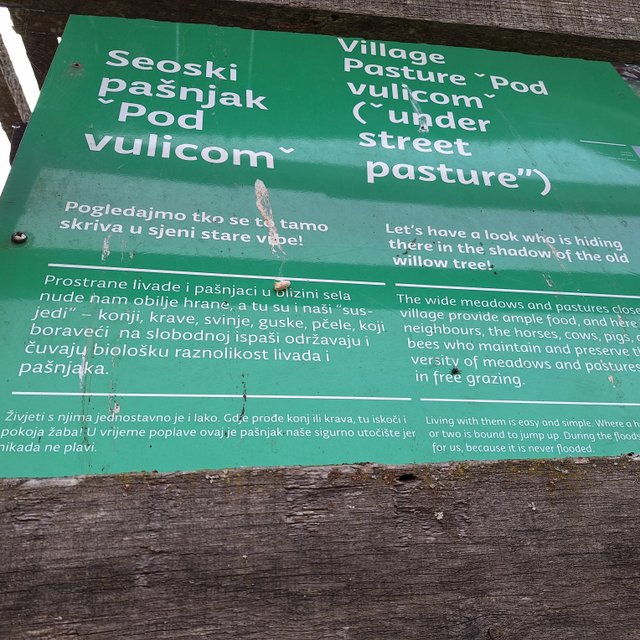 Seoski
pašnjak
ˇPod
vulicomˇ
Pogledajmo tko se to tamo
skriva u sjeni stare vrbe!
Prostrane livade i pašnjaci u blizini sela
nude nam obilje hrane, a tu su i naši "sus-
jedi" – konji, krave, svinje, guske, pčele, koji
boraveći na slobodnoj ispaši održavaju i
čuvaju biološku raznolikost livada i
pašnjaka.
Živjeti s njima jednostavno je i lako. Gdje prođe konj ili krava, tu iskoči i
pokoja žaba! U vrijeme poplave ovaj je pašnjak naše sigurno utočište jer
nikada ne plavi.
Village
Pasture ˇPod
vulicomˇ
(ˇunder
street
pasture")
Let's have a look who is hiding
there in the shadow of the old
willow tree!
The wide meadows and pastures close
village provide ample food, and here
neighbours, the horses, cows, pigs,
bees who maintain and preserve th
versity of meadows and pastures
in free grazing.
Living with them is easy and simple. Where a h
or two is bound to jump up. During the floods
for us, because it is never flooded.